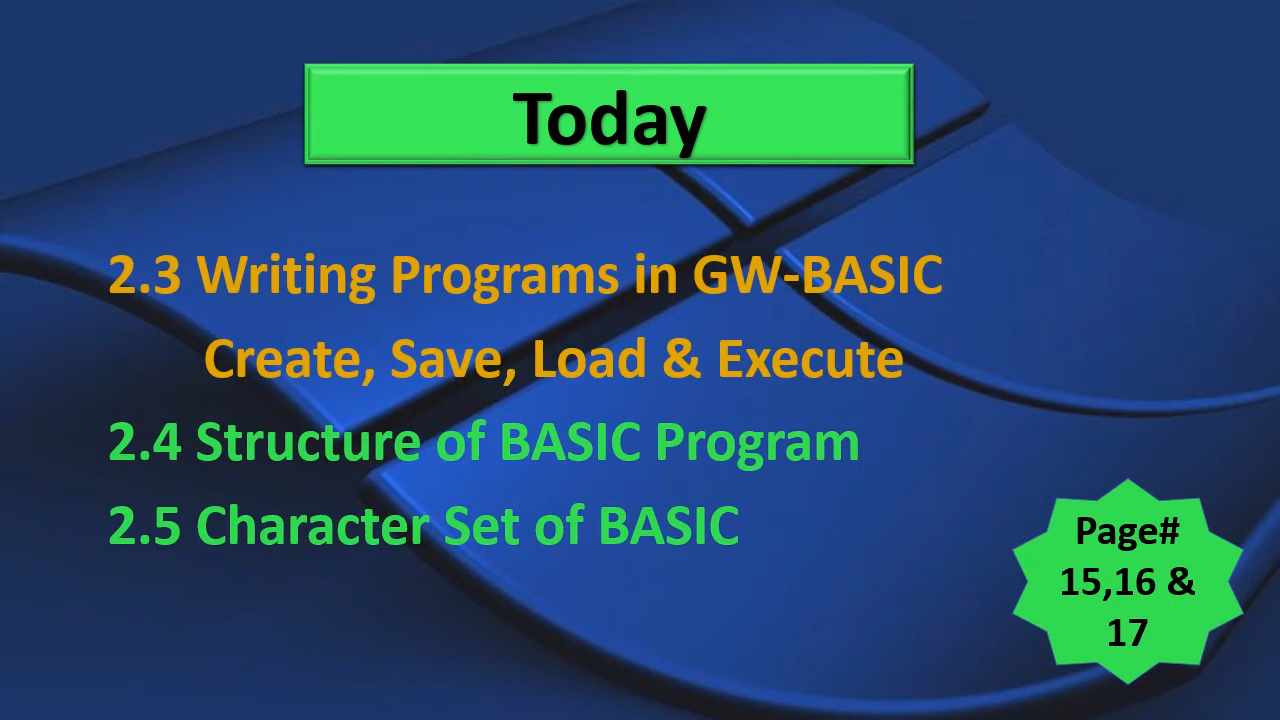 Today
2.3 Writing Programs in GW-BASIC
Create, Save, Load & Execute
2.4 Structure of BASIC Program
2.5 Character Set of BASIC
Page#
15,16 &
17